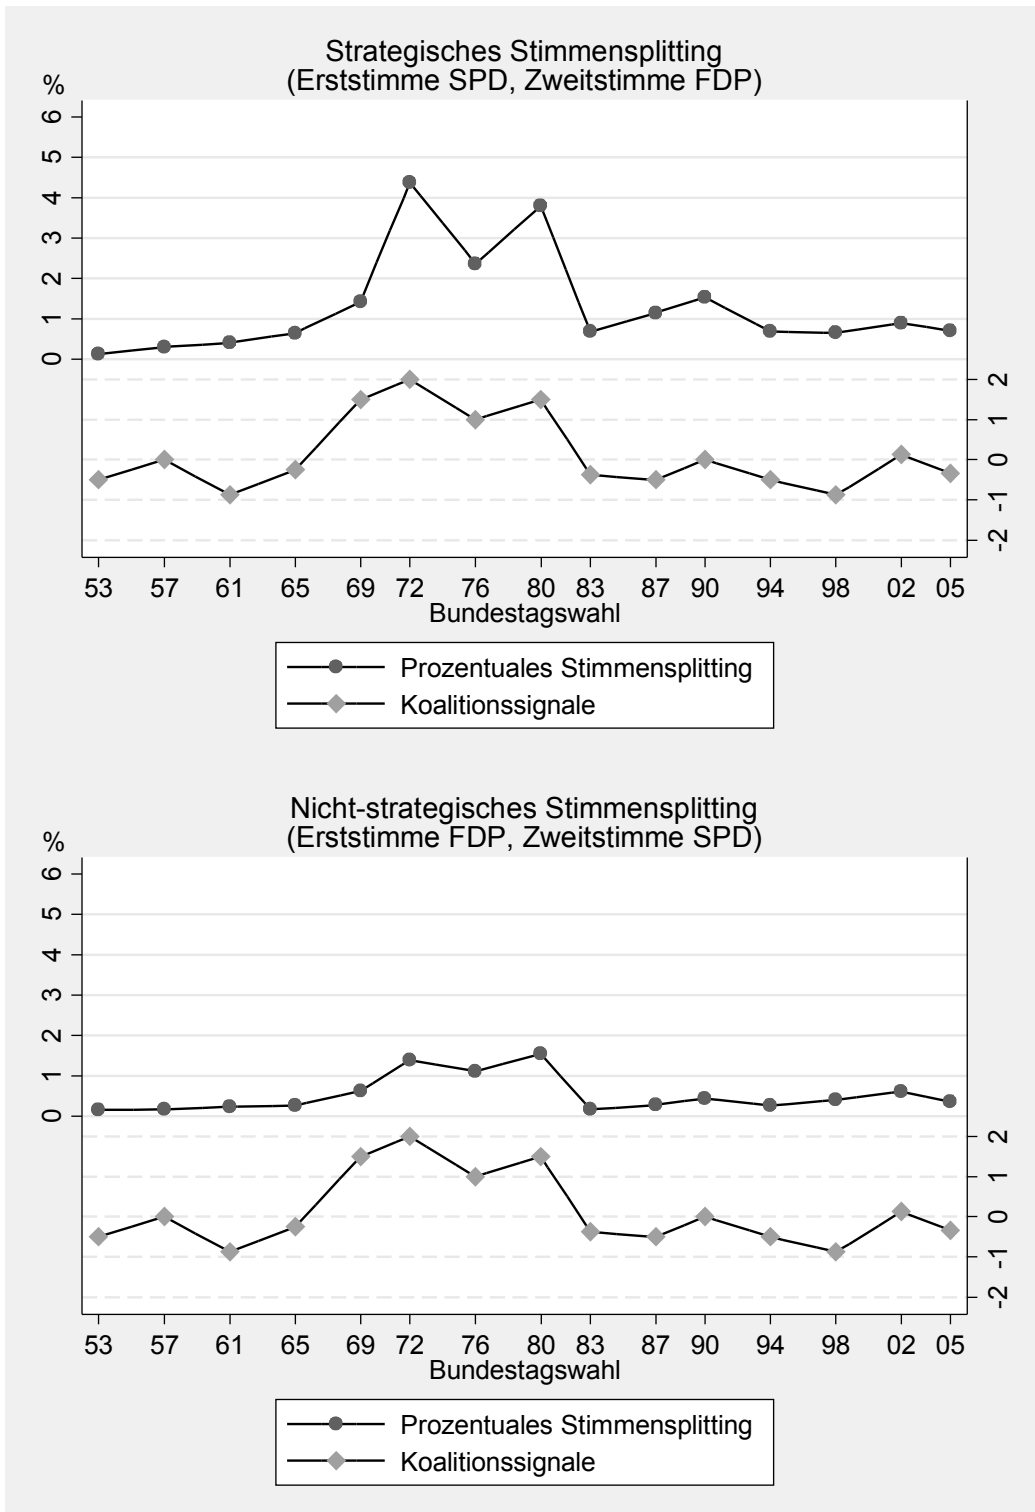 Strategisches Stimmensplitting
(Erststimme SPD, Zweitstimme FDP)
%
6
5
4
3
2
1
0
2
1
0
-1
-2
53 57 61 65 69 72 76 80 83 87 90 94 98 02 05
Bundestagswahl
Prozentuales Stimmensplitting
Koalitionssignale
Nicht-strategisches Stimmensplitting
(Erststimme FDP, Zweitstimme SPD)
%
6
5
4
3
2
1
0
2
1
0
-1
-2
53 57 61 65 69 72 76 80 83 87 90 94 98 02 05
Bundestagswahl
Prozentuales Stimmensplitting
Koalitionssignale